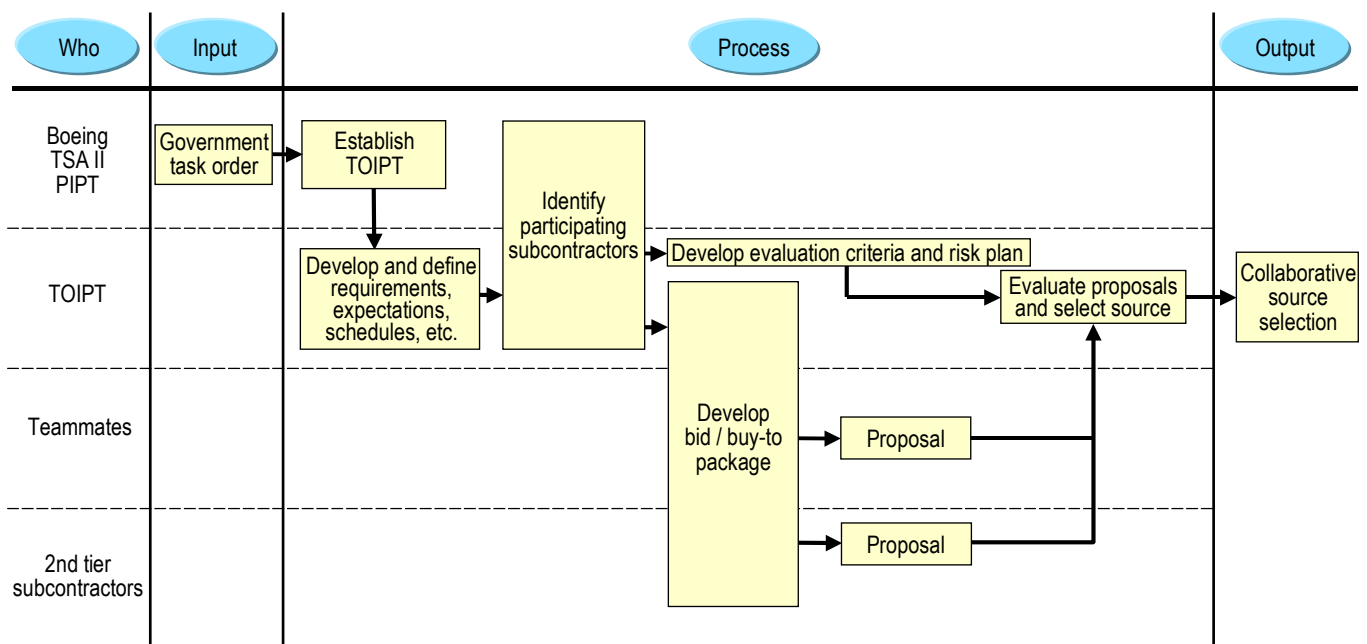 Who
Input
Process
Output
Boeing
TSA II
PIPT
Government
task order
Establish
TOIPT
Identify
participating
subcontractors
TOIPT
Develop and define
requirements,
expectations,
schedules, etc.
Develop evaluation criteria and risk plan
Evaluate proposals
and select source
Collaborative
source
selection
Teammates
Develop
bid / buy-to
package
Proposal
2nd tier
subcontractors
Proposal